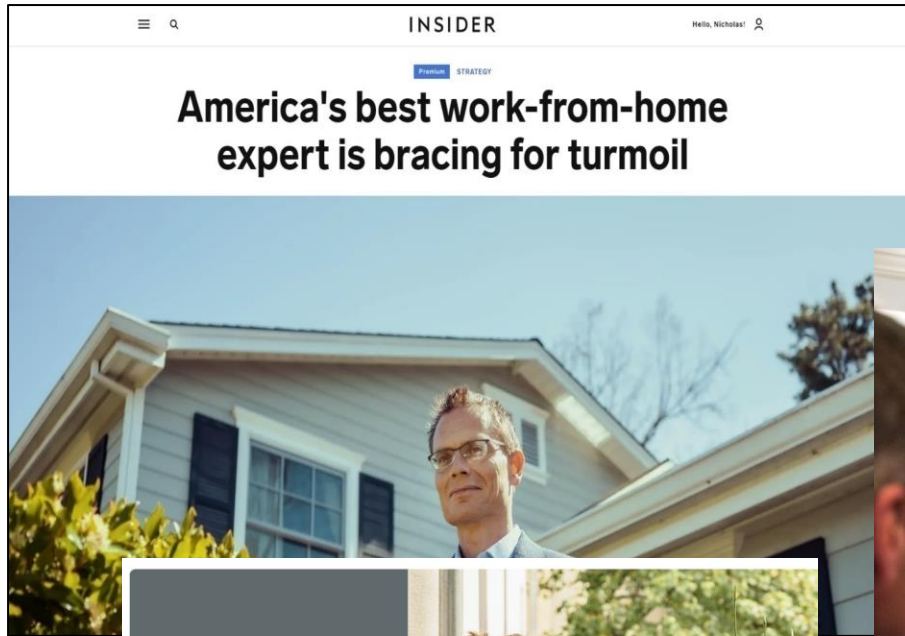 INSIDER
Hello, Nicholas!
Premium STRATEGY
America's best work-from-home
expert is bracing for turmoil